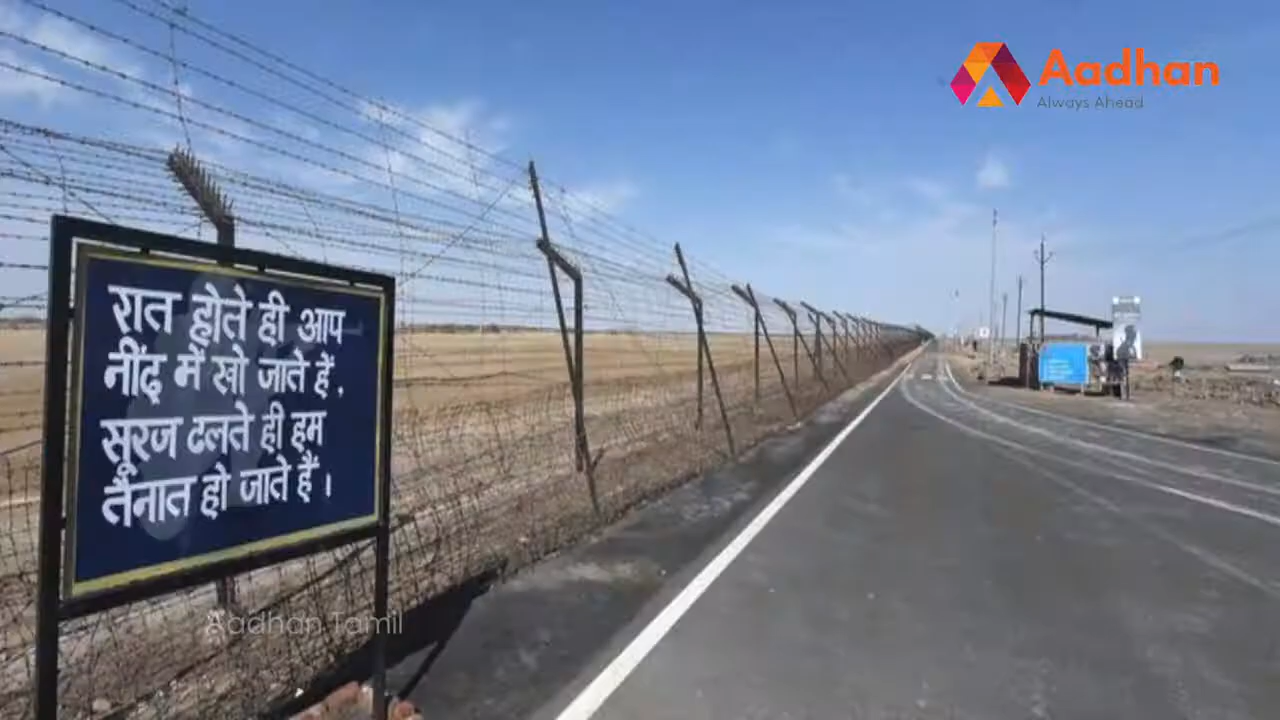 रात होते ही आप
नींद में खो जाते हैं,
सूरज ढलते ही हम
तैनात हो जाते हैं।
Aadhan
Always Ahead
Aadhan Tamil